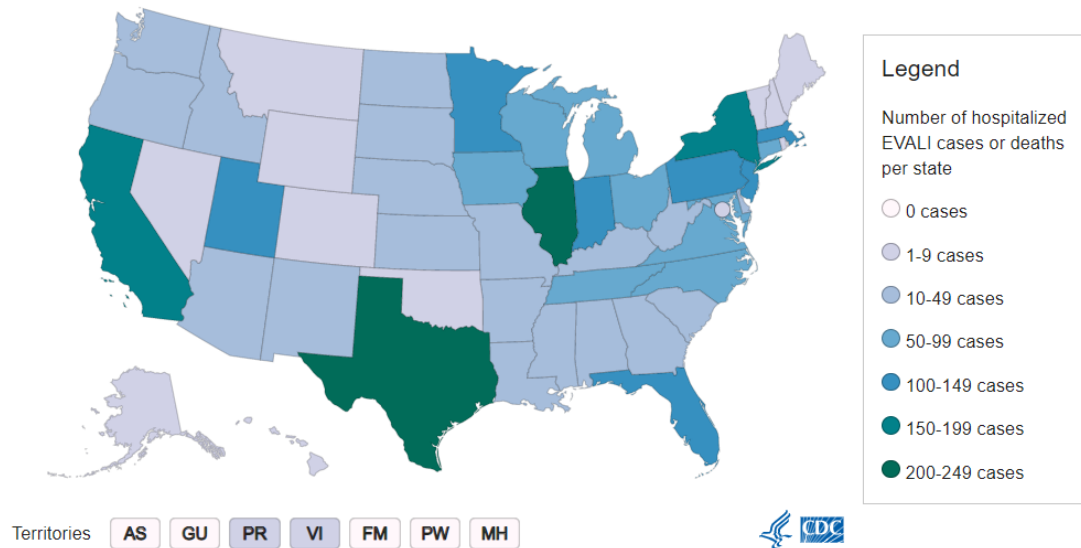 Legend
Number of hospitalized
EVALI cases or deaths
per state
0 cases
1-9 cases
10-49 cases
50-99 cases
100-149 cases
150-199 cases
200-249 cases
Territories AS GU PR VI FM PW MH
CDC